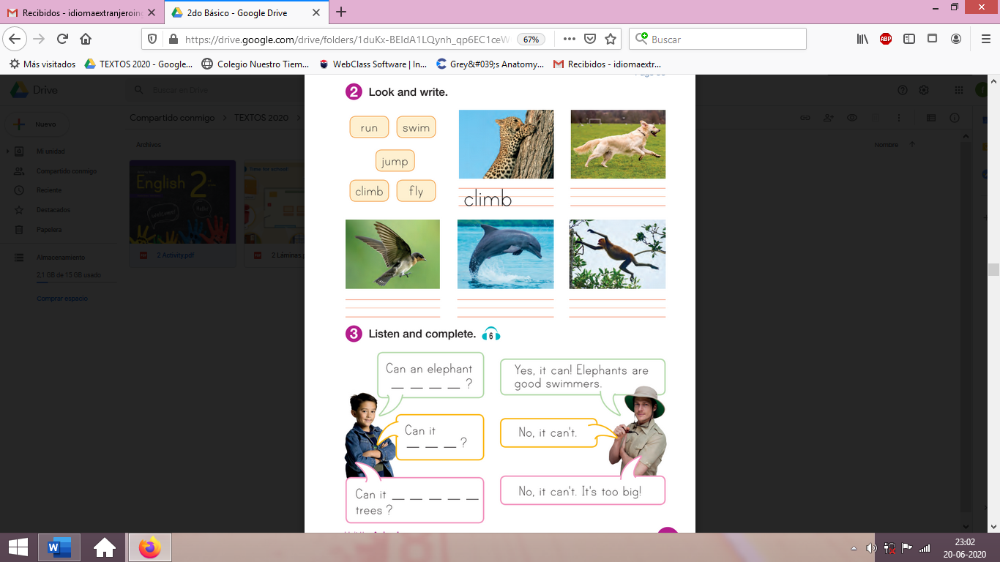 Recibidos - idiomaextranjeroin
2do Básico - Google Drive
https://drive.google.com/drive/folders/1duKx-BEIdA1LQynh_qp6EC1ceW
67%
Buscar
Más visitados
TEXTOS 2020 - Google...
Colegio Nuestro Tiem...
WebClass Software | In...
Grey&#039;s Anatomy...
Recibidos - idiomaextr...
Drive
Buscar en Drive
Nuevo
Compartido conmigo > TEXTOS 2020 >
Mi unidad
Compartido conmigo
Reciente
Destacados
Papelera
Almacenamiento
2,1 GB de 15 GB usado
Comprar espacio
Archivos
Nombre
English 2
2 Activity.pdf
2 Láminas.p
2 Look and write.
run swim
jump
climb fly
climb
3 Listen and complete. 6
Can an elephant
_ _ _ _ ?
Yes, it can! Elephants are
good swimmers.
Can it
_ _ _ ?
No, it can't.
Can it _ _ _ _ _
trees ?
No, it can't. It's too big!
23:02
20-06-2020